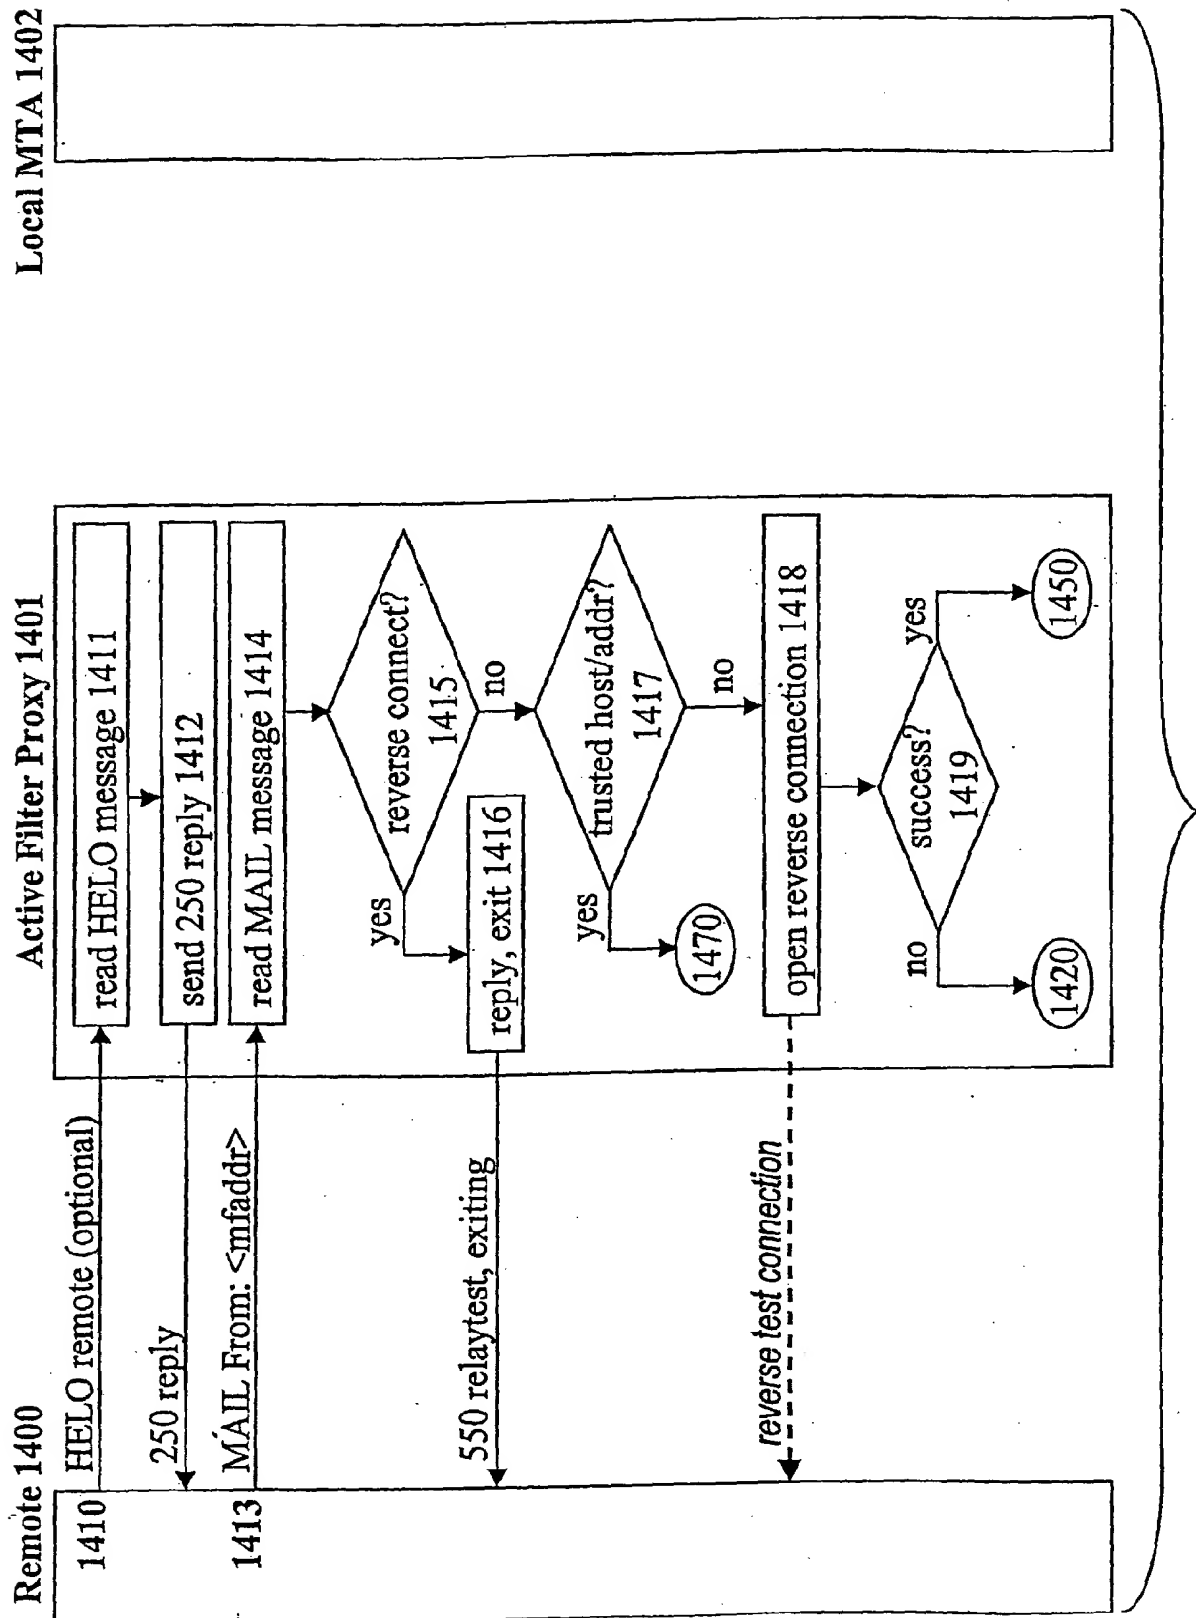 Remote 1400
Active Filter Proxy 1401
Local MTA 1402
1410
HELO remote (optional)
read HELO message 1411
250 reply
send 250 reply 1412
1413
MAIL From: <mfaddr>
read MAIL message 1414
reverse connect?
1415
yes
no
550 relaytest, exiting
reply, exit 1416
trusted host/addr?
1417
yes
no
1470
reverse test connection
open reverse connection 1418
success?
1419
no
yes
1420
1450